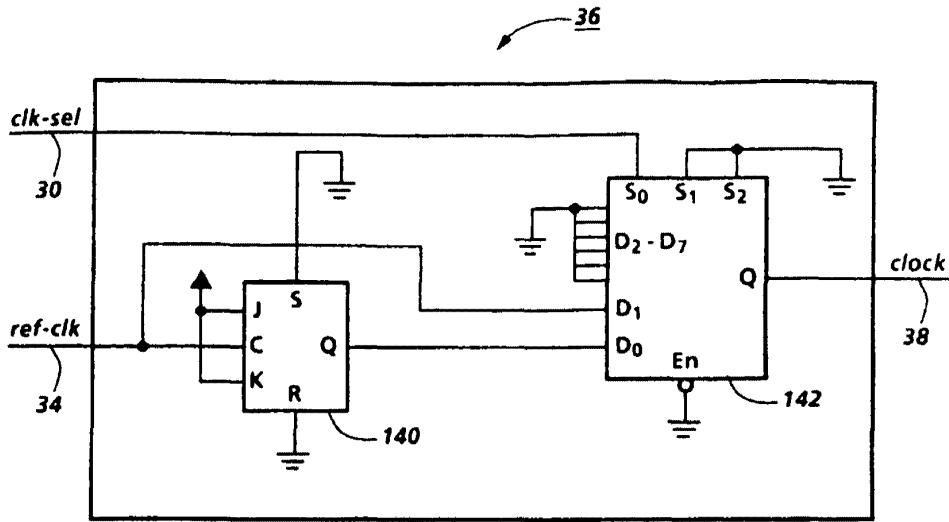 36
clk-sel
30
S0 S1 S2
D2 - D7
Q
clock
38
S
J
ref-clk
C
Q
K
34
R
140
D1
D0
En
142